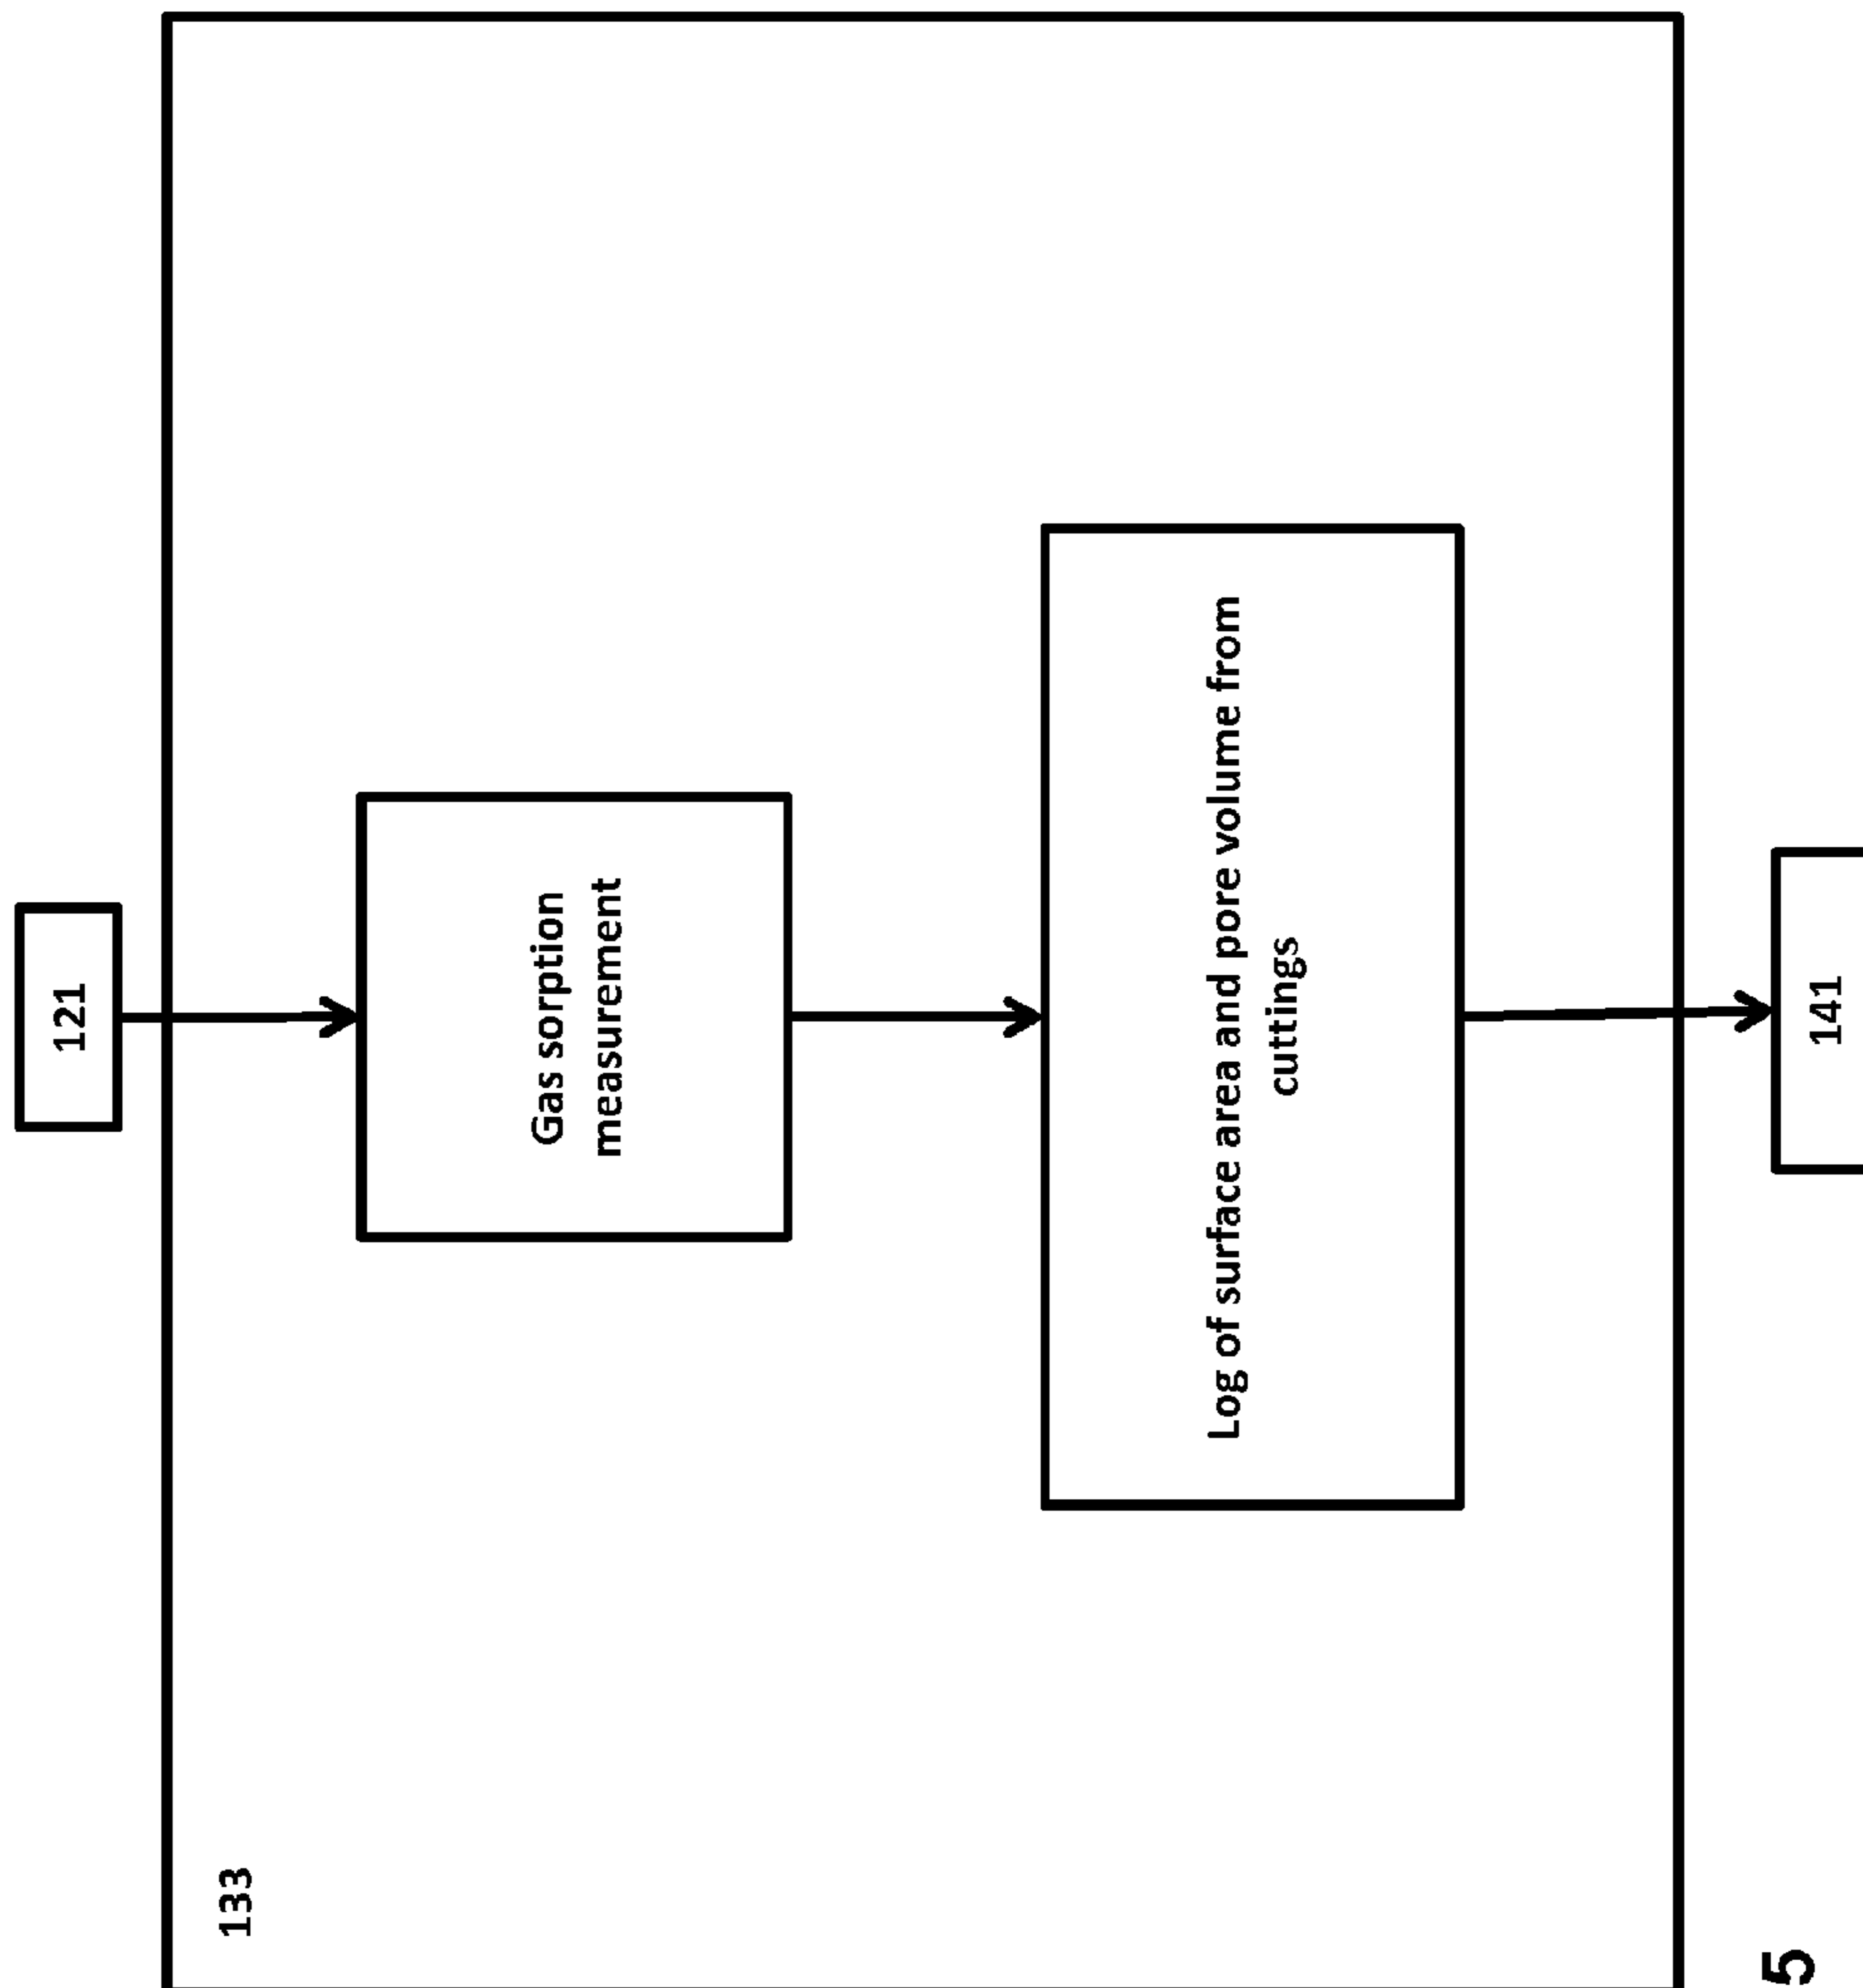 121
133
Gas sorption
measurement
Log of surface area and pore volume from
cuttings
141
5